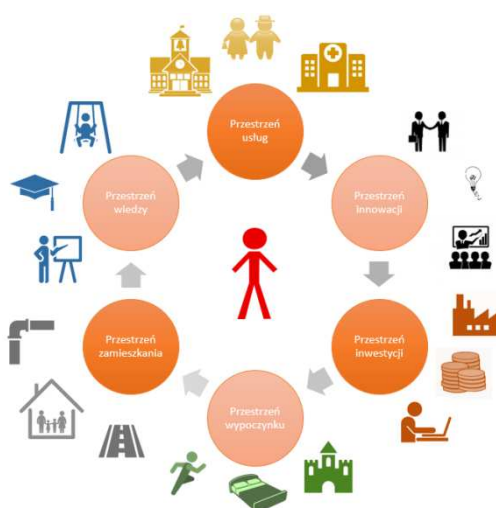 Przestrzeń
usług
Przestrzeń
innowacji
Przestrzeń
inwestycji
Przestrzeń
wypoczynku
Przestrzeń
zamieszkania
Przestrzeń
wiedzy